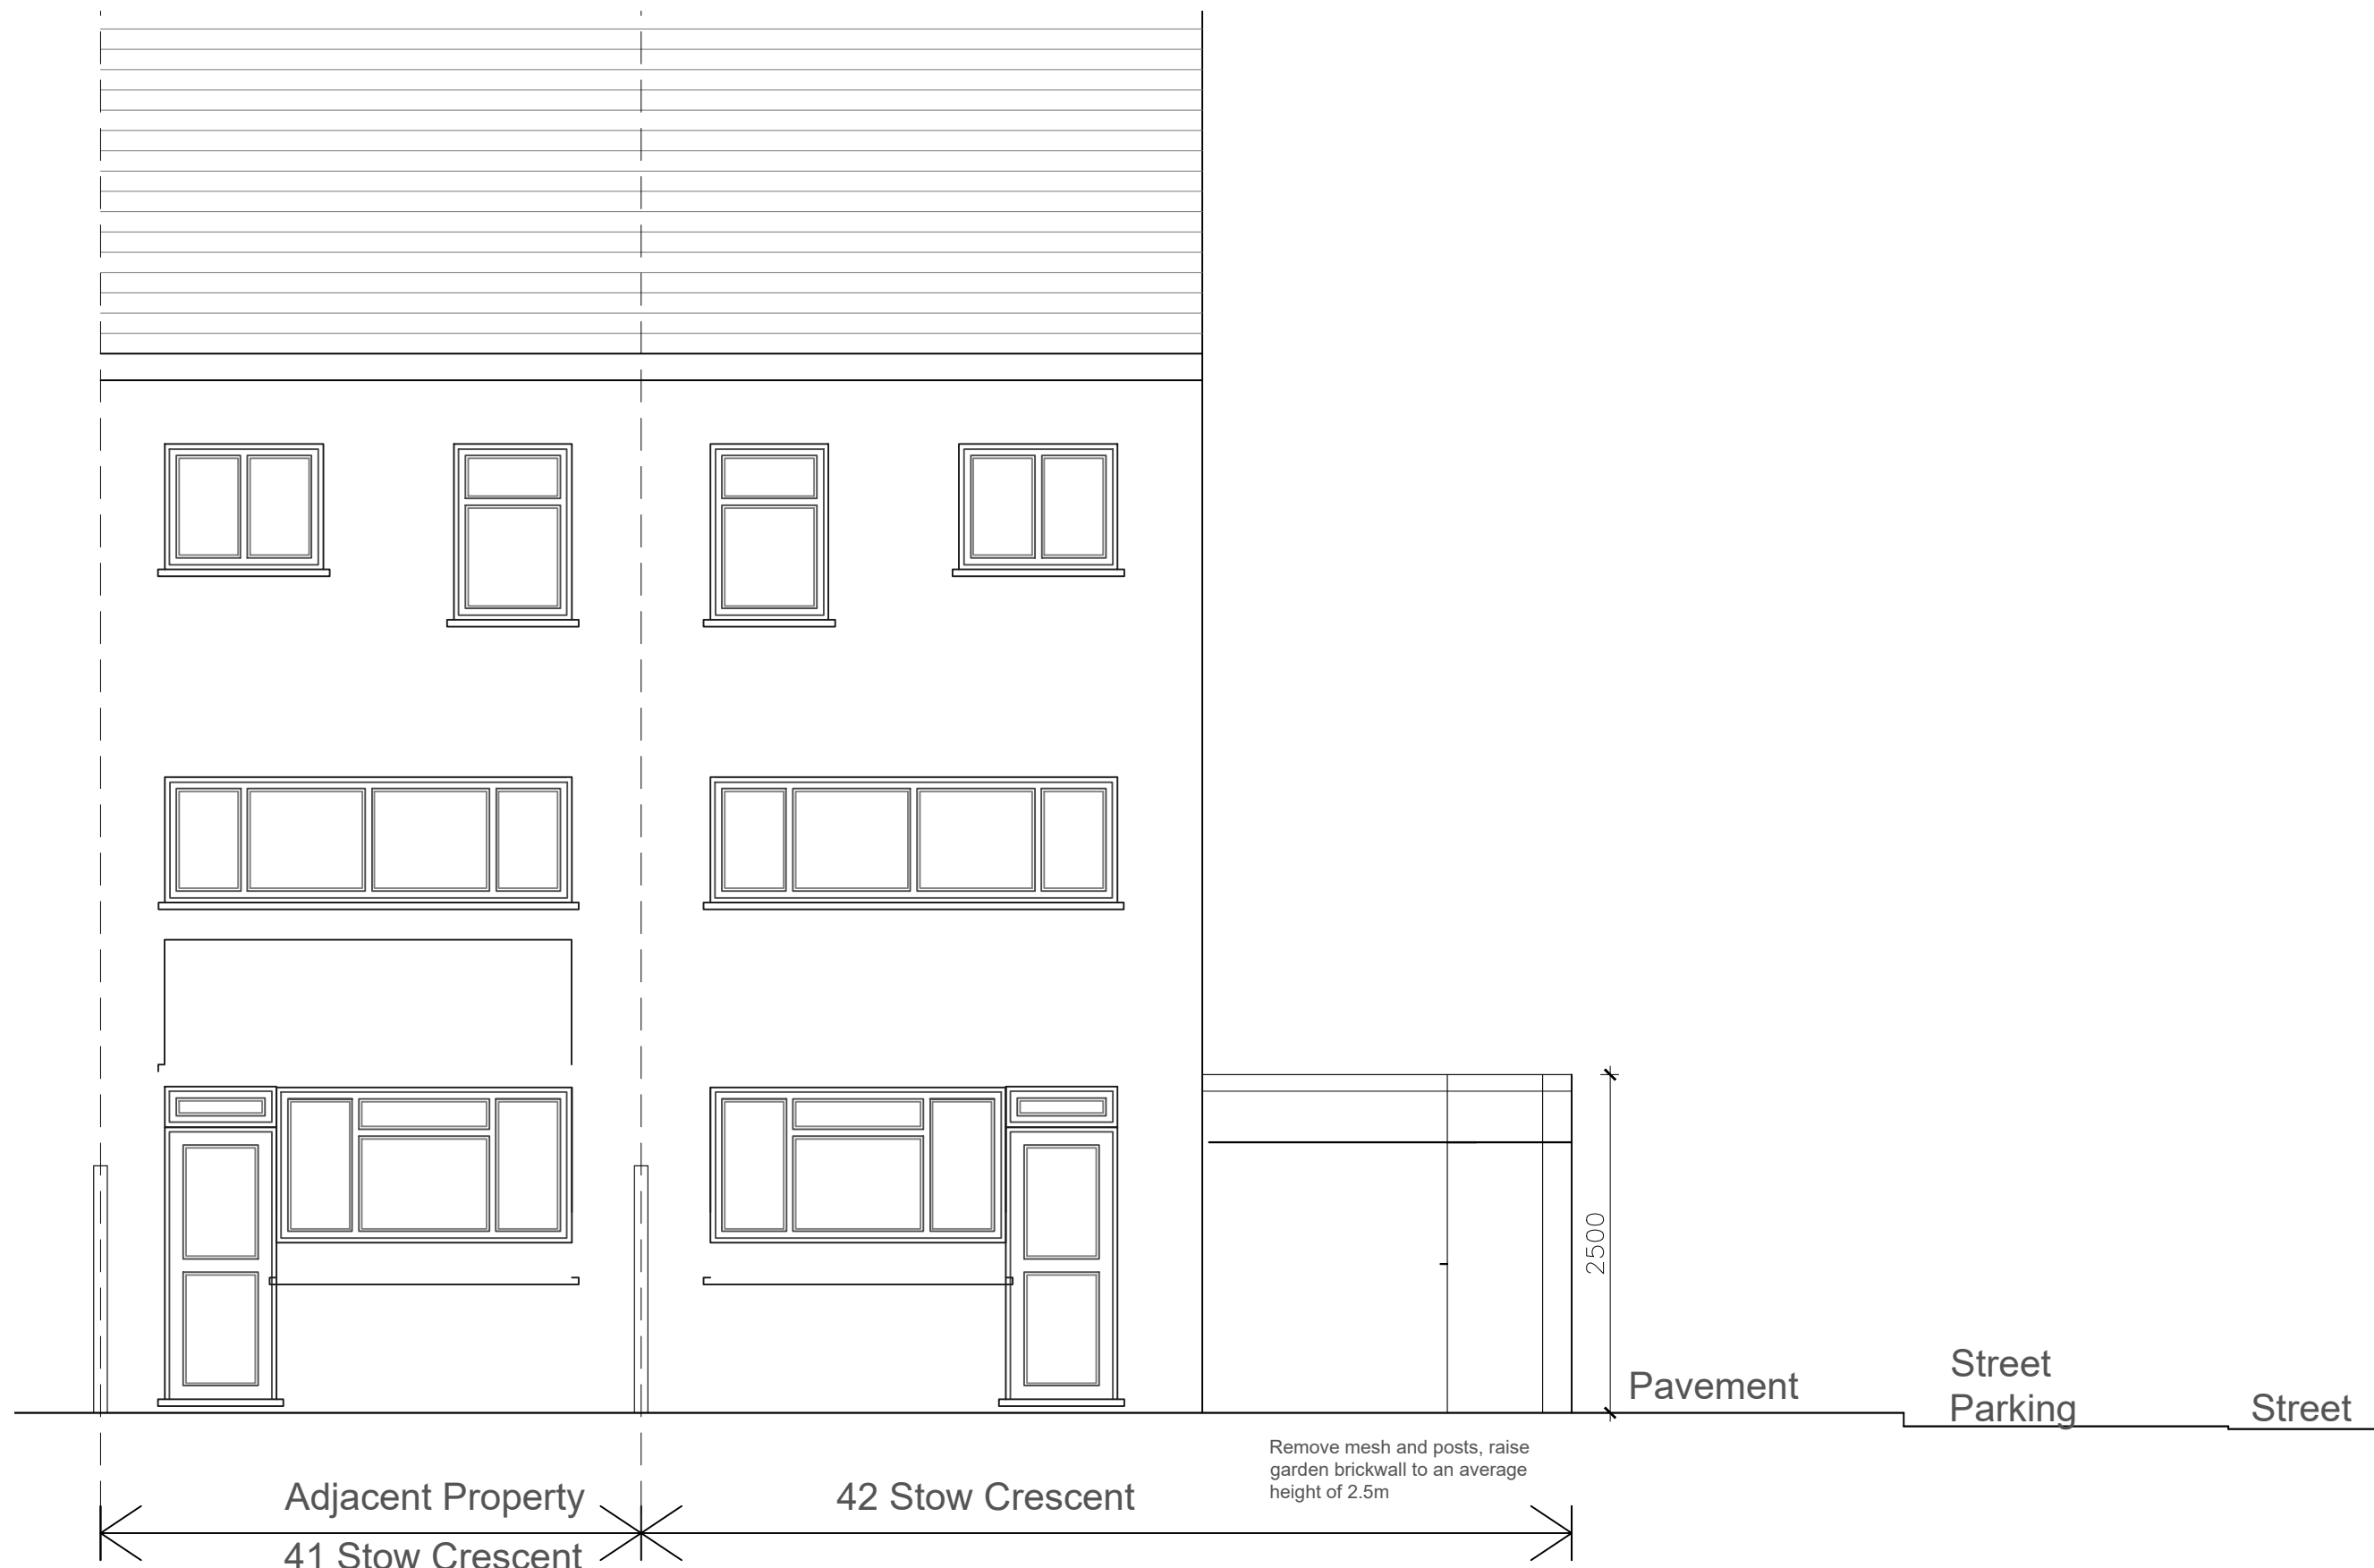 2500
Pavement
Street
Parking
Street
Remove mesh and posts, raise
garden brickwall to an average
height of 2.5m
Adjacent Property
41 Stow Crescent
42 Stow Crescent